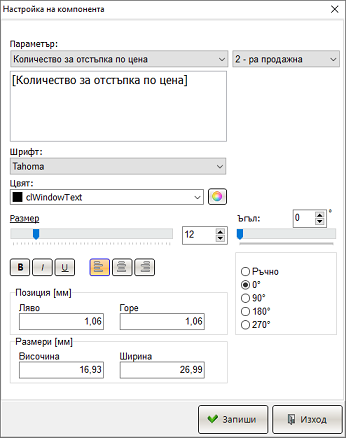 Настройка на компонента
Параметър:
Количество за отстъпка по цена
2 - ра продажна
[Количество за отстъпка по цена]
Шрифт:
Tahoma
Цвят:
clWindowText
Размер
12
Ъгъл:
0 °
B I U
Ръчно
0°
90°
180°
270°
Позиция [мм]
Ляво Горе
1,06 1,06
Размери [мм]
Височина Ширина
16,93 26,99
Запиши Изход